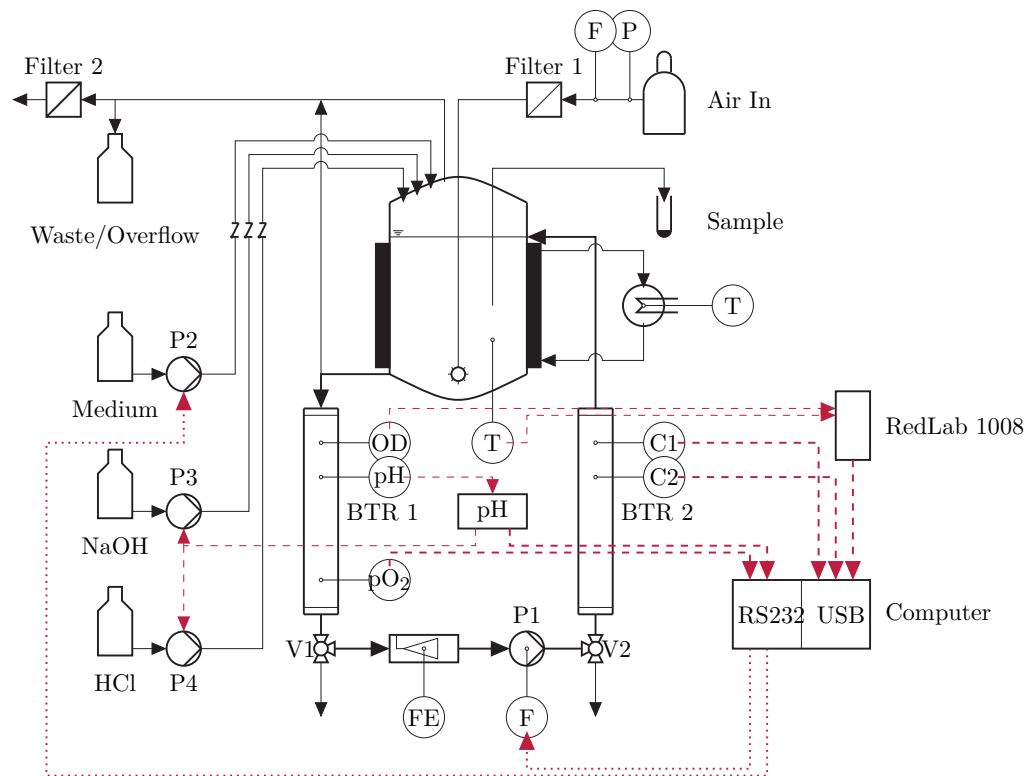 F P
Filter 2
Filter 1
Air In
Waste/Overflow
Sample
T
P2
Medium
OD
T
C1
RedLab 1008
P3
pH
C2
BTR 1
pH
BTR 2
NaOH
pO2
RS232 USB
Computer
P1
V1
V2
HCl
P4
FE
F